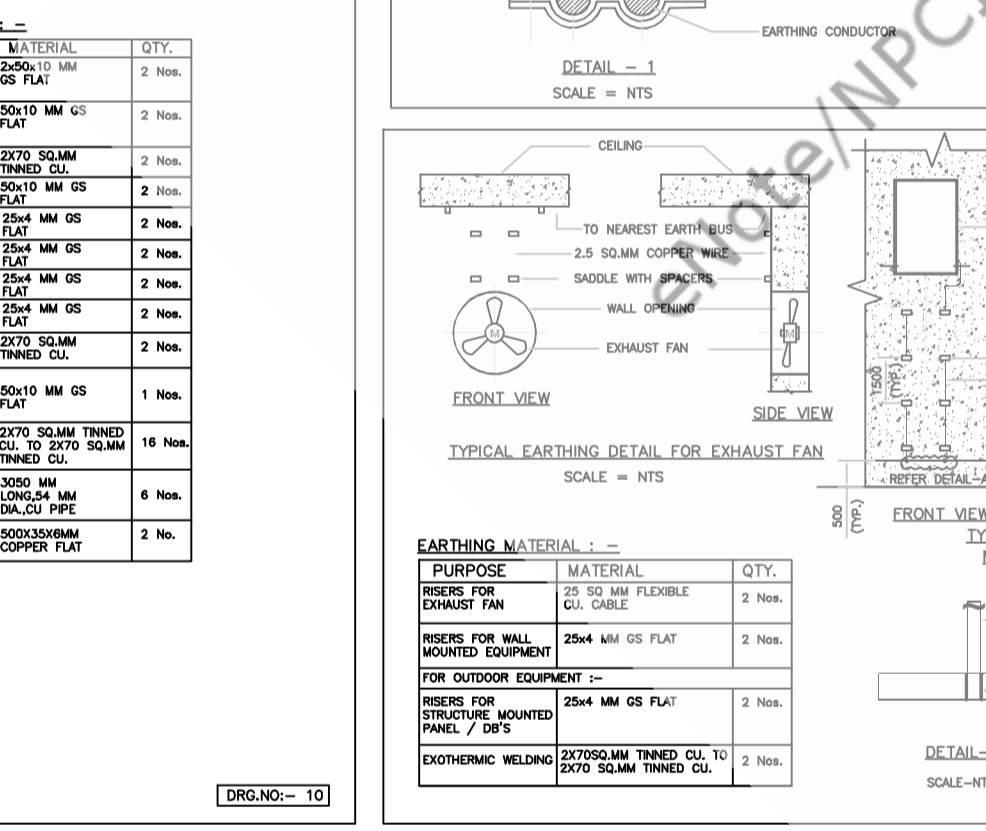 : –
MATERIAL QTY.
2x50x10 MM
GS FLAT
2 Nos.
50x10 MM GS
FLAT
2 Nos.
2X70 SQ.MM
TINNED CU.
2 Nos.
50x10 MM GS
FLAT
2 Nos.
25x4 MM GS
FLAT
2 Nos.
25x4 MM GS
FLAT
2 Nos.
25x4 MM GS
FLAT
2 Nos.
25x4 MM GS
FLAT
2 Nos.
2X70 SQ.MM
TINNED CU.
2 Nos.
50x10 MM GS
FLAT
1 Nos.
2X70 SQ.MM TINNED
CU. TO 2X70 SQ.MM
TINNED CU.
16 Nos.
3050 MM
LONG,54 MM
DIA.,CU PIPE
6 Nos.
500X35X6MM
COPPER FLAT
2 No.
DRG.NO:– 10
EARTHING CONDUCTOR
DETAIL – 1
SCALE = NTS
eNote/NPC
CEILING
TO NEAREST EARTH BUS
2.5 SQ.MM COPPER WIRE
SADDLE WITH SPACERS
WALL OPENING
M
M
EXHAUST FAN
FRONT VIEW
SIDE VIEW
TYPICAL EARTHING DETAIL FOR EXHAUST FAN
SCALE = NTS
1500
(TYP.)
REFER DETAIL–A
500
(TYP.)
FRONT VIEW
TY
DETAIL–
SCALE–NT
EARTHING MATERIAL : –
PURPOSE MATERIAL QTY.
RISERS FOR
EXHAUST FAN
25 SQ MM FLEXIBLE
CU. CABLE
2 Nos.
RISERS FOR WALL
MOUNTED EQUIPMENT
25x4 MM GS FLAT
2 Nos.
FOR OUTDOOR EQUIPMENT :–
RISERS FOR
STRUCTURE MOUNTED
PANEL / DB'S
25x4 MM GS FLAT
2 Nos.
EXOTHERMIC WELDING
2X70SQ.MM TINNED CU. TO
2X70 SQ.MM TINNED CU.
2 Nos.